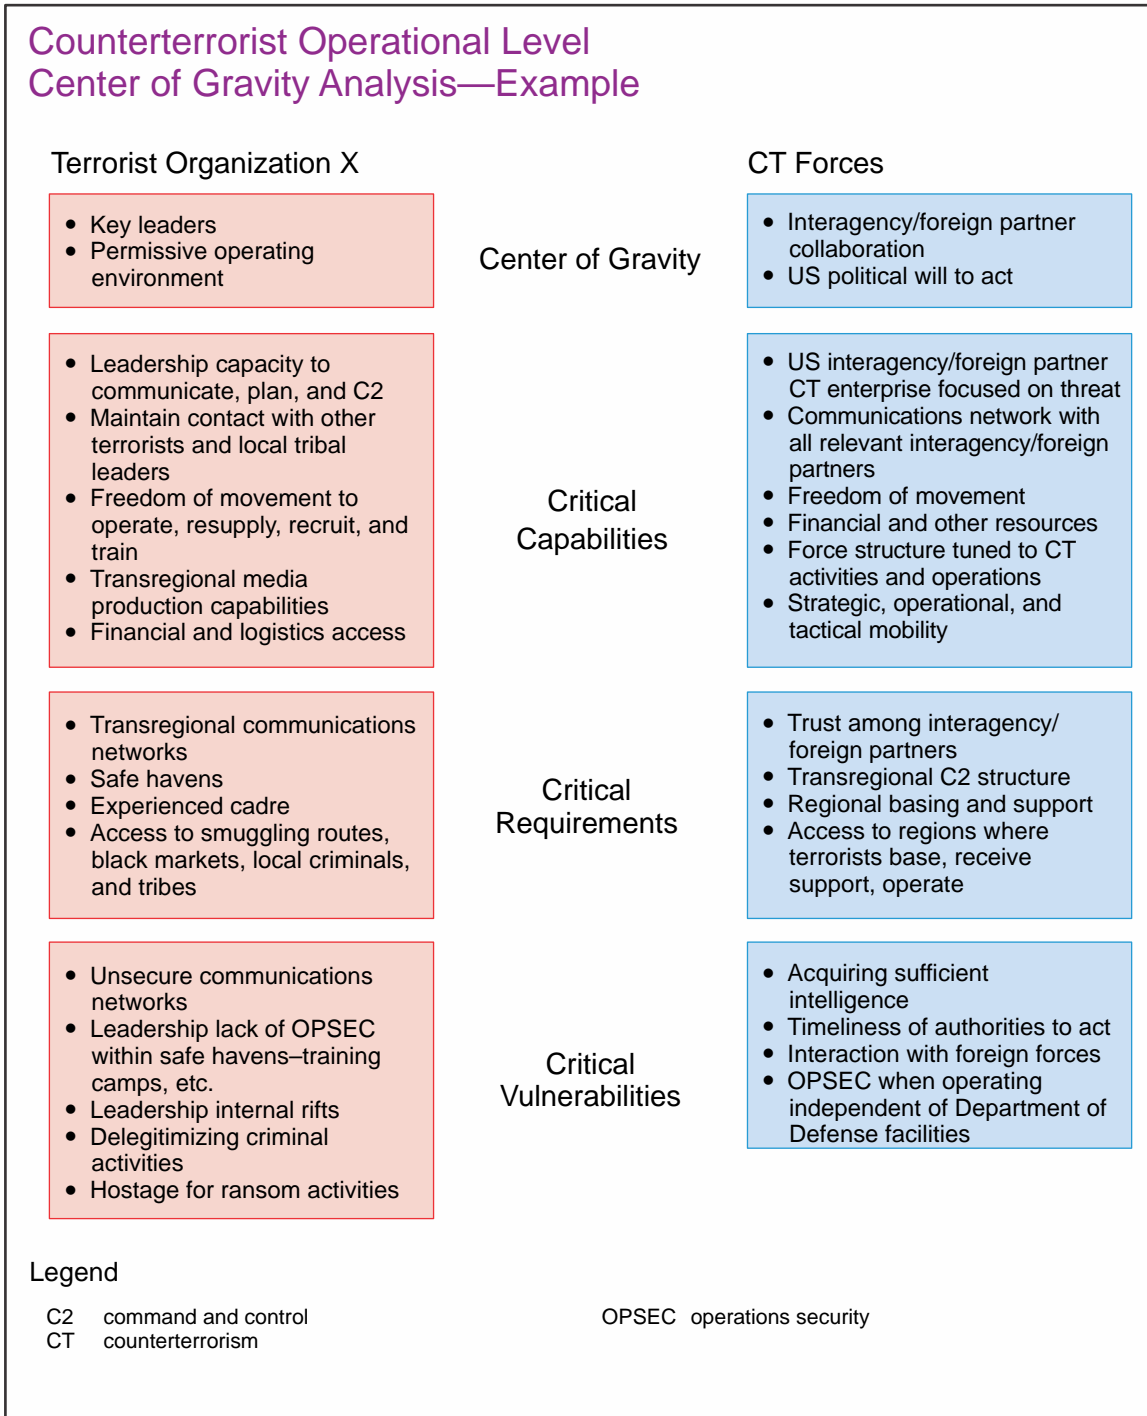 Counterterrorist Operational Level
Center of Gravity Analysis—Example
Terrorist Organization X
CT Forces
• Key leaders
• Permissive operating
environment
Center of Gravity
• Interagency/foreign partner
collaboration
• US political will to act
• Leadership capacity to
communicate, plan, and C2
• Maintain contact with other
terrorists and local tribal
leaders
• Freedom of movement to
operate, resupply, recruit, and
train
• Transregional media
production capabilities
• Financial and logistics access
Critical
Capabilities
• US interagency/foreign partner
CT enterprise focused on threat
• Communications network with
all relevant interagency/foreign
partners
• Freedom of movement
• Financial and other resources
• Force structure tuned to CT
activities and operations
• Strategic, operational, and
tactical mobility
• Transregional communications
networks
• Safe havens
• Experienced cadre
• Access to smuggling routes,
black markets, local criminals,
and tribes
Critical
Requirements
• Trust among interagency/
foreign partners
• Transregional C2 structure
• Regional basing and support
• Access to regions where
terrorists base, receive
support, operate
• Unsecure communications
networks
• Leadership lack of OPSEC
within safe havens–training
camps, etc.
• Leadership internal rifts
• Delegitimizing criminal
activities
• Hostage for ransom activities
Critical
Vulnerabilities
• Acquiring sufficient
intelligence
• Timeliness of authorities to act
• Interaction with foreign forces
• OPSEC when operating
independent of Department of
Defense facilities
Legend
C2 command and control
CT counterterrorism
OPSEC operations security